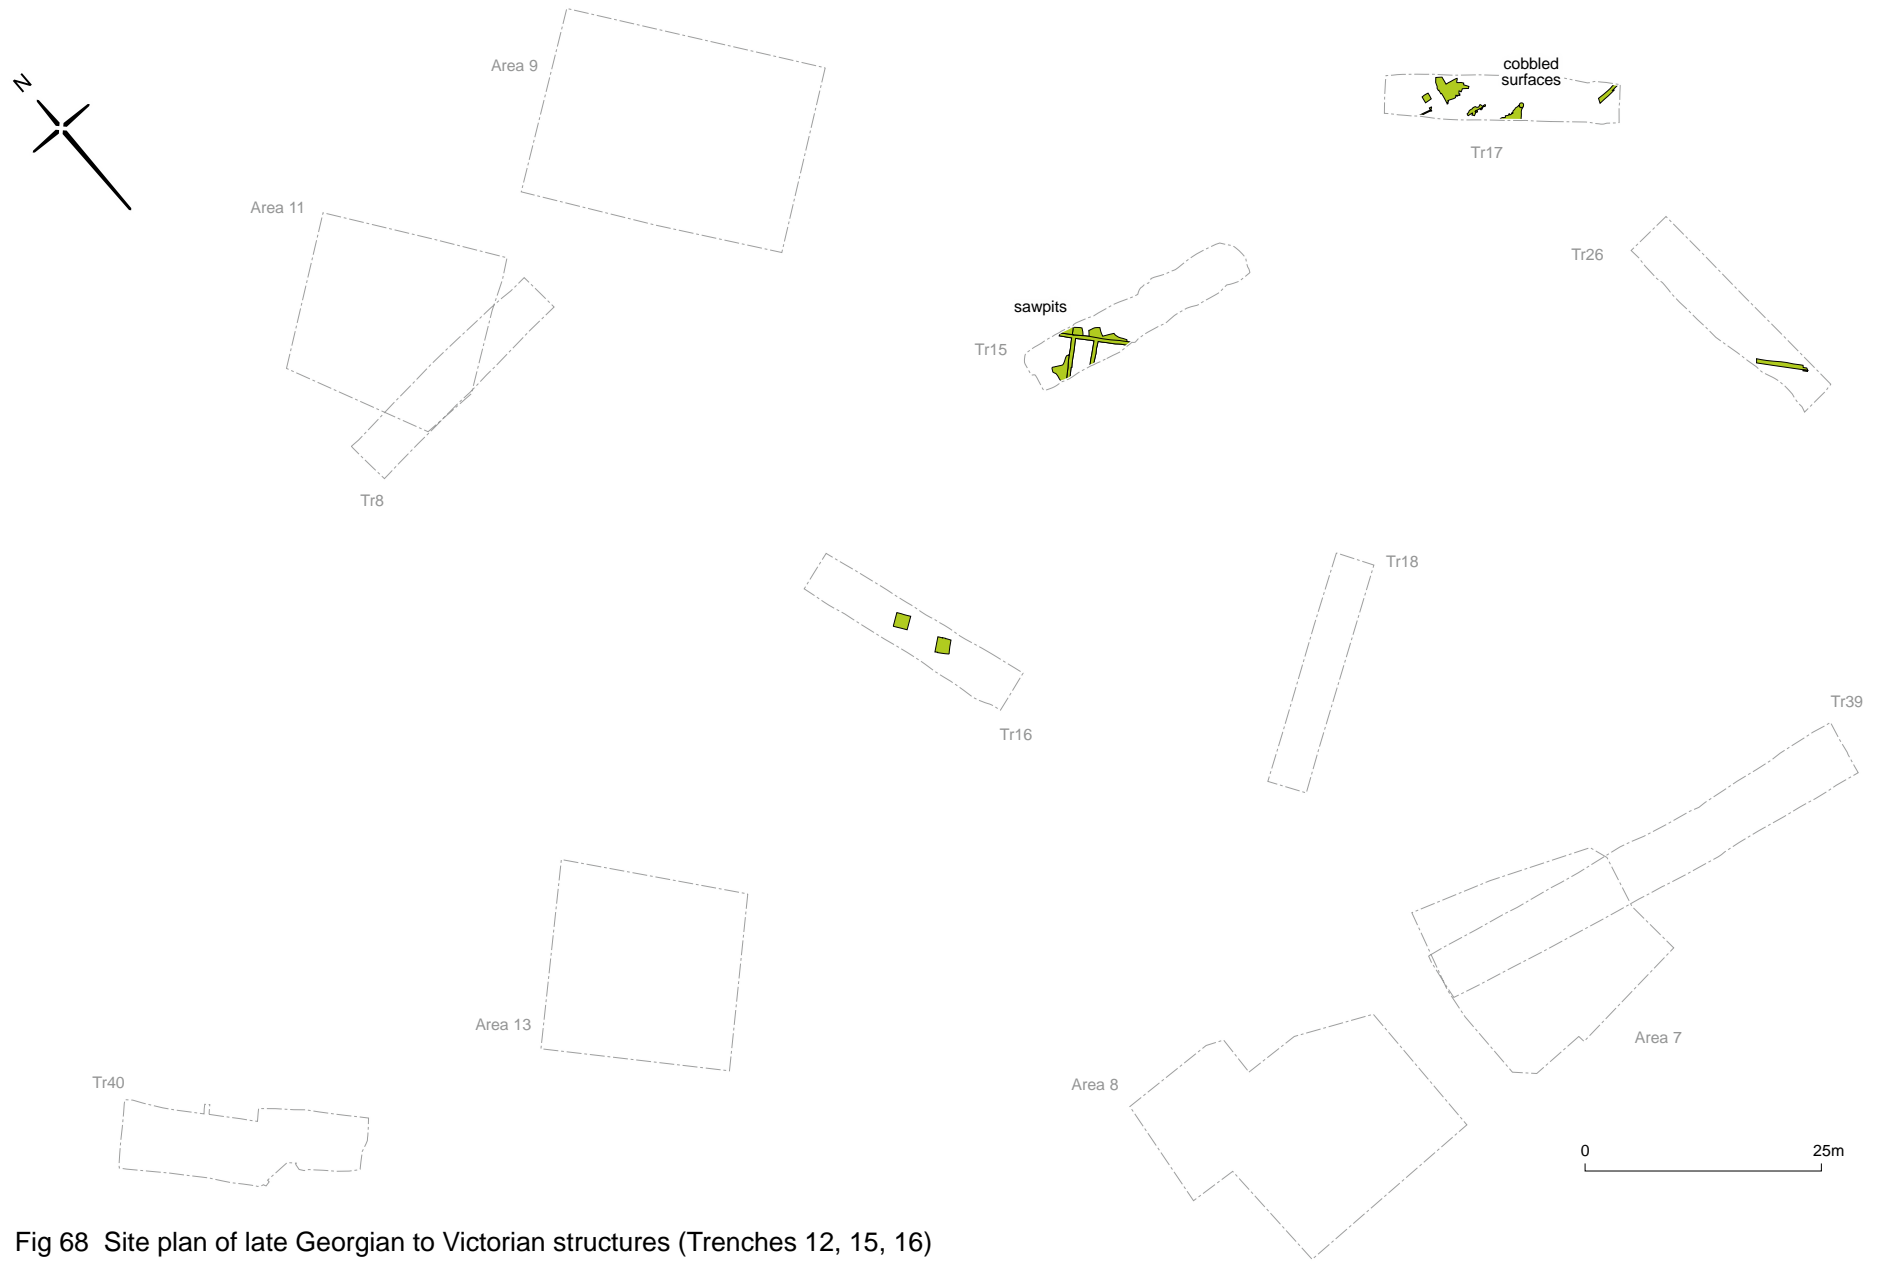 cobbled
surfaces
Area 9
N
Tr17
Area 11
Tr26
sawpits
Tr15
Tr8
Tr18
Tr39
Tr16
Area 13
Area 7
Tr40
Area 8
0 25m
Fig 68 Site plan of late Georgian to Victorian structures (Trenches 12, 15, 16)